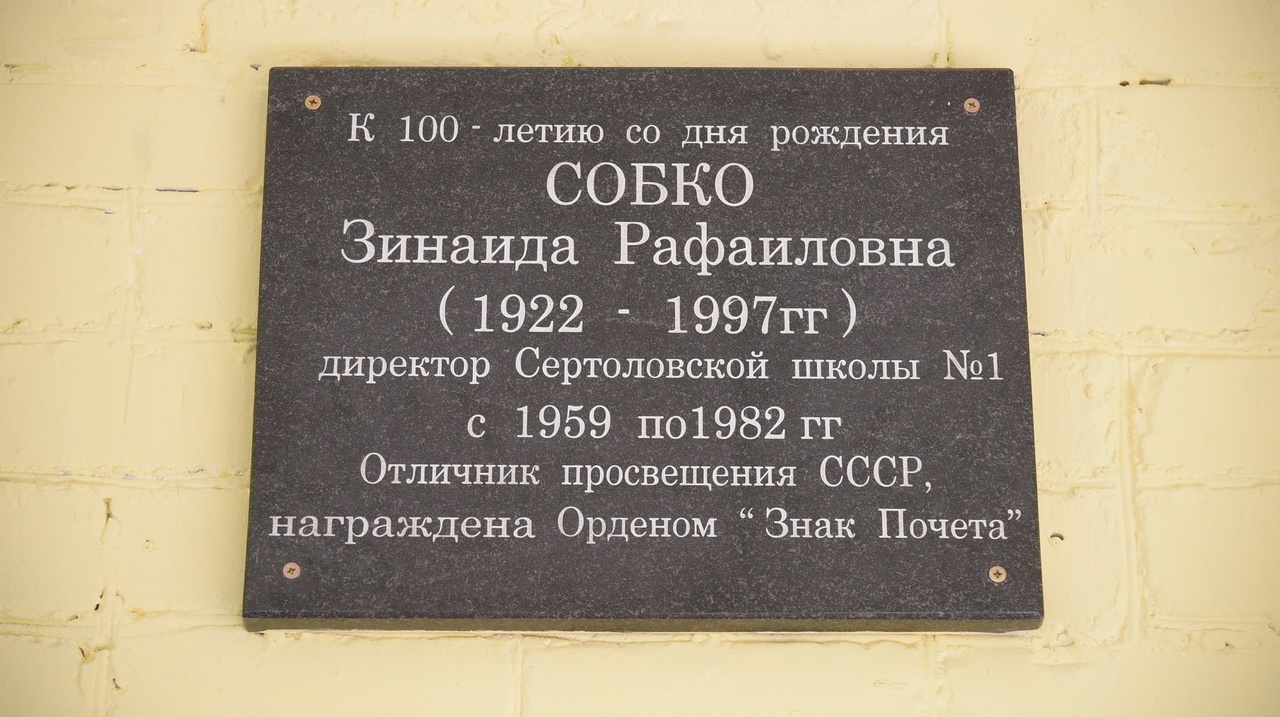 К 100 - летию со дня рождения
СОБКО
Зинаида Рафаиловна
( 1922 - 1997гг )
директор Сертоловской школы №1
с 1959 по1982 гг
Отличник просвещения СССР,
награждена Орденом “ Знак Почета”